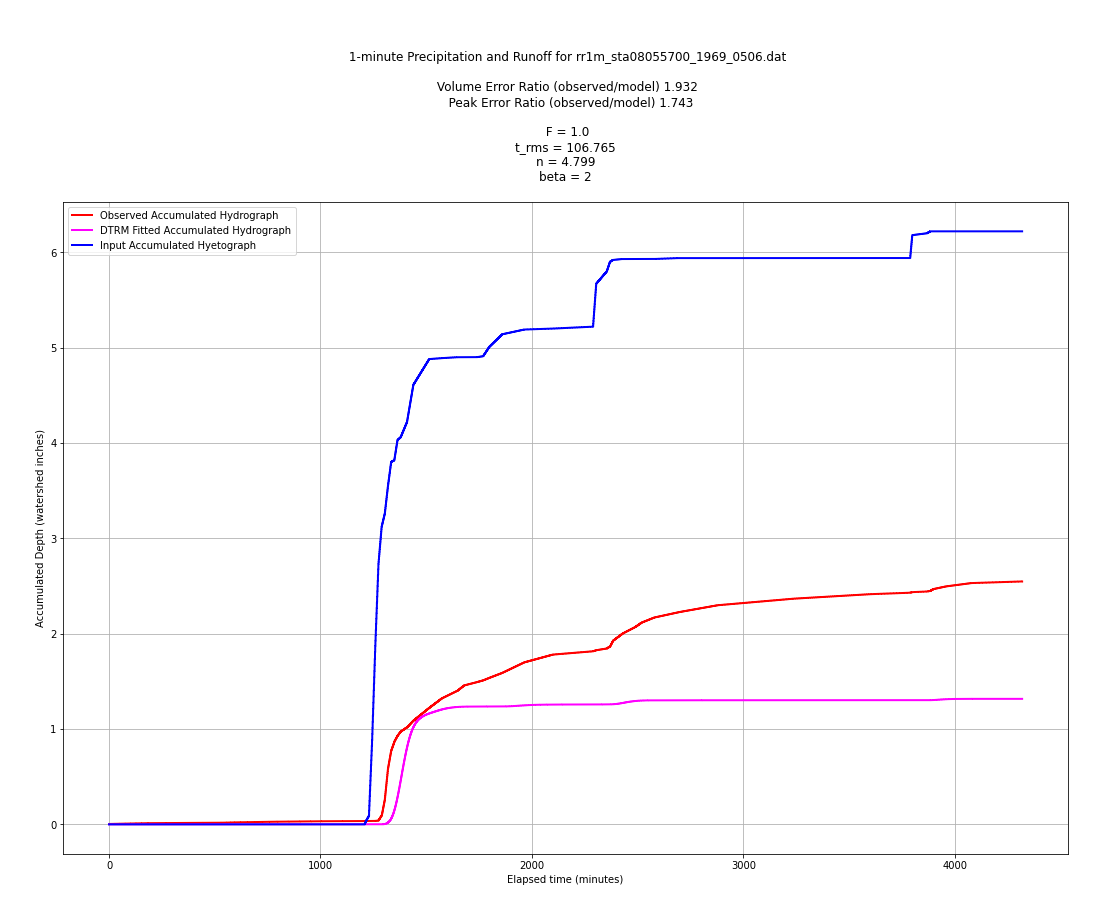 1-minute Precipitation and Runoff for rr1m_sta08055700_1969_0506.dat
Volume Error Ratio (observed/model) 1.932
Peak Error Ratio (observed/model) 1.743
F = 1.0
t_rms = 106.765
n = 4.799
beta = 2
Observed Accumulated Hydrograph
DTRM Fitted Accumulated Hydrograph
Input Accumulated Hyetograph
6
5
4
3
2
1
0
Accumulated Depth (watershed inches)
0 1000 2000 3000 4000
Elapsed time (minutes)